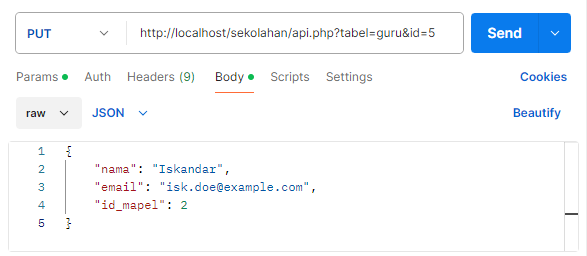 PUT http://localhost/sekolahan/api.php?tabel=guru&id=5 Send
Params Auth Headers (9) Body Scripts Settings Cookies
raw JSON Beautify
1 {
2 "nama": "Iskandar",
3 "email": "isk.doe@example.com",
4 "id_mapel": 2
5 }